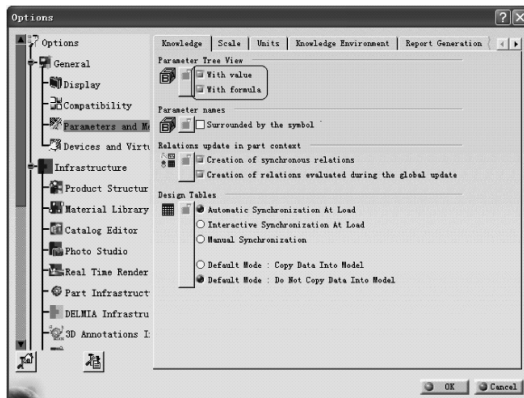 Options
Options
General
Display
Compatibility
Parameters and Me
Devices and Virtu
Infrastructure
Product Structur
Material Library
Catalog Editor
Photo Studio
Real Time Render
Part Infrastruct
DELMIA Infrastru
3D Annotations I:
Knowledge Scale Units Knowledge Environment Report Generation
Parameter Tree View
With value
With formula
Parameter names
Surrounded by the symbol `
Relations update in part context
Creation of synchronous relations
Creation of relations evaluated during the global update
Design Tables
Automatic Synchronization At Load
Interactive Synchronization At Load
Manual Synchronization
Default Mode : Copy Data Into Model
Default Mode : Do Not Copy Data Into Model
OK Cancel